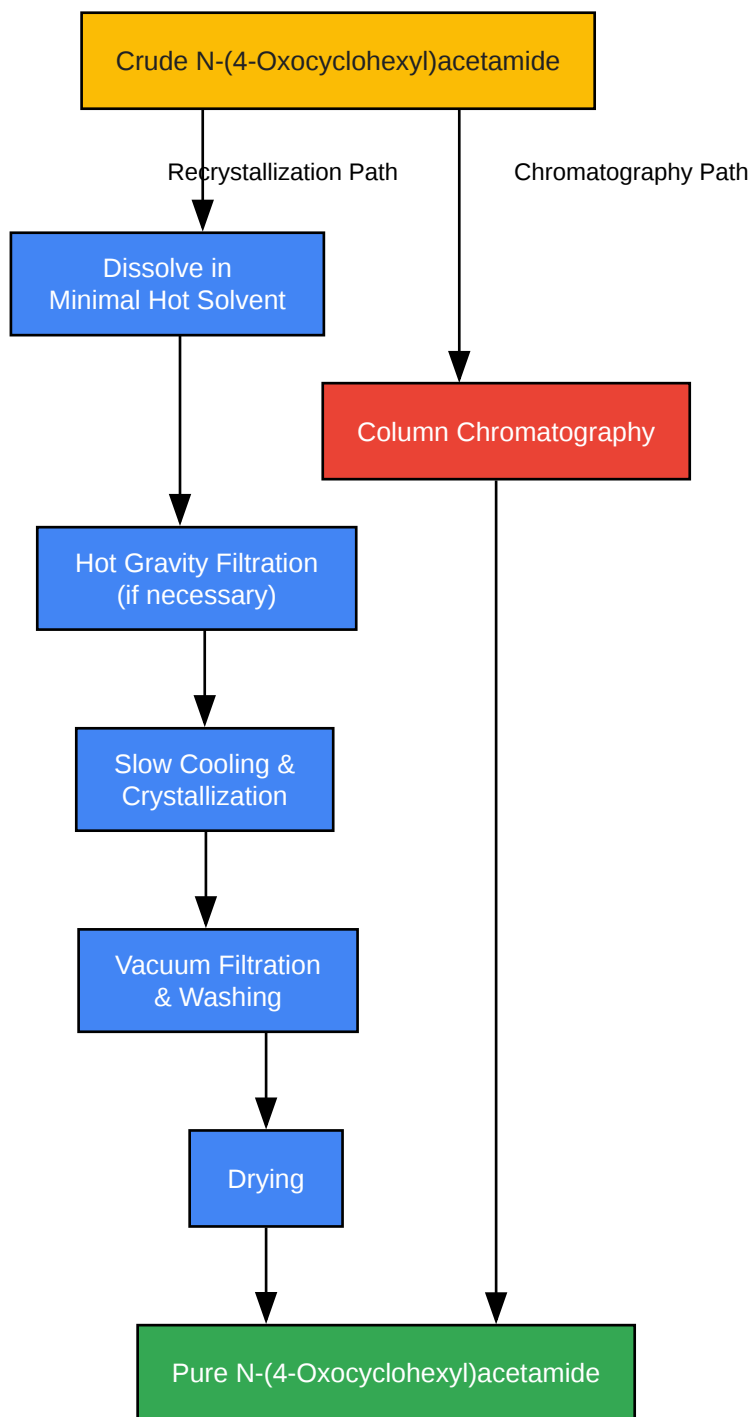 Crude N-(4-Oxocyclohexyl)acetamide
Recrystallization Path
Chromatography Path
Dissolve in
Minimal Hot Solvent
Column Chromatography
Hot Gravity Filtration
(if necessary)
Slow Cooling &
Crystallization
Vacuum Filtration
& Washing
Drying
Pure N-(4-Oxocyclohexyl)acetamide